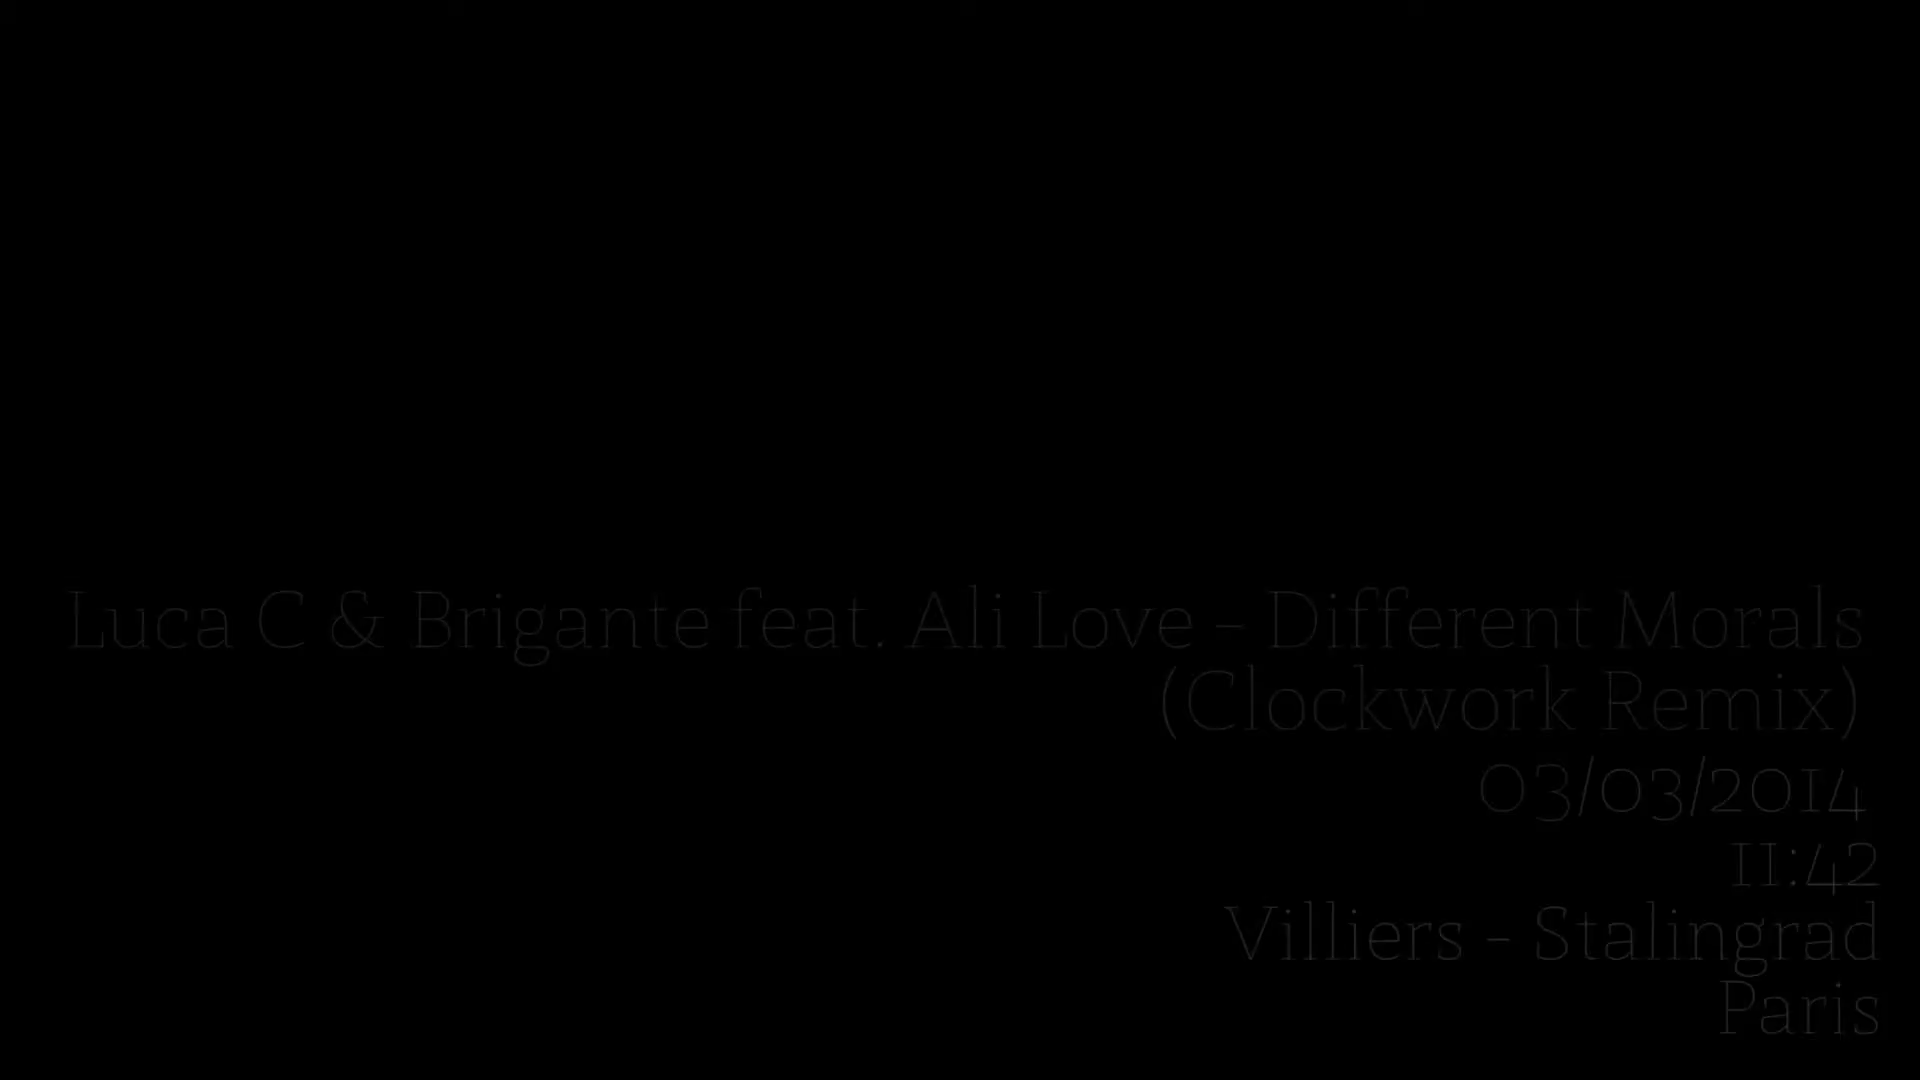 Luca C & Brigante feat. Ali Love - Different Morals
(Clockwork Remix)
03/03/2014
11:42
Villiers - Stalingrad
Paris